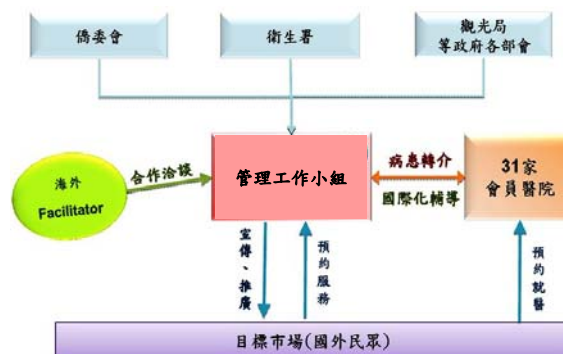 僑委會
衛生署
觀光局
等政府各部會
海外
Facilitator
合作洽談
管理工作小組
病患轉介
國際化輔導
31家
會員醫院
宣傳、推廣
預約服務
預約就醫
目標市場(國外民眾)